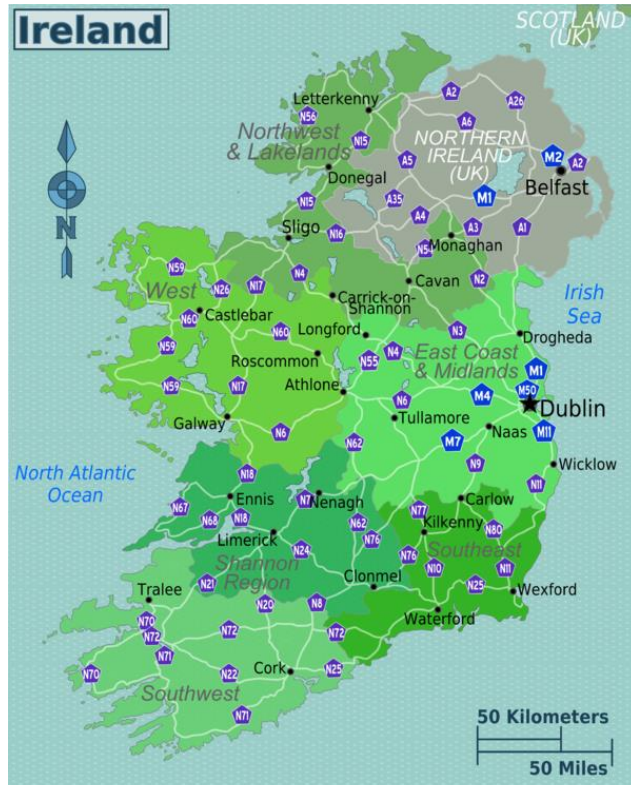 Ireland
SCOTLAND
(UK)
A2
A26
Letterkenny
N56
A6
Northwest
& Lakelands
N15
NORTHERN
IRELAND
(UK)
M2
A2
A5
Donegal
Belfast
M1
A35
N15
A4
A3
A1
Sligo
N16
Monaghan
N54
N
N59
N4
Cavan
N2
N17
N26
West
Carrick-on-
Shannon
Irish
Sea
Castlebar
N60
N60
Longford
N3
Drogheda
N59
Roscommon
N55
N4
East Coast
& Midlands
M1
N59
N17
Athlone
N6
M4
M50
Dublin
Galway
Tullamore
Naas
M11
N6
N62
M7
N9
Wicklow
North Atlantic
Ocean
N18
N11
Ennis
N7
Nenagh
Carlow
N67
N68
N18
N62
N77
Kilkenny
N80
Limerick
N76
Southeast
N24
N76
Shannon
Region
N10
N11
N21
Clonmel
N25
Wexford
Tralee
N20
N8
Waterford
N70
N72
N72
N72
N71
Cork
N25
N70
N22
Southwest
N71
50 Kilometers
50 Miles